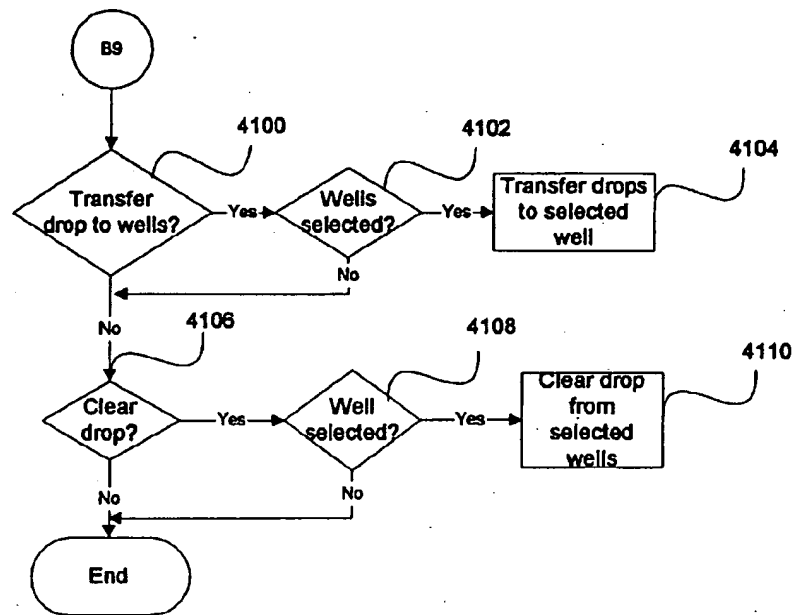 B9
4100
4102
4104
Transfer
drop to wells?
Yes
Wells
selected?
Yes
Transfer drops
to selected
well
No
No
4106
4108
4110
Clear
drop?
Yes
Well
selected?
Yes
Clear drop
from
selected
wells
No
No
End